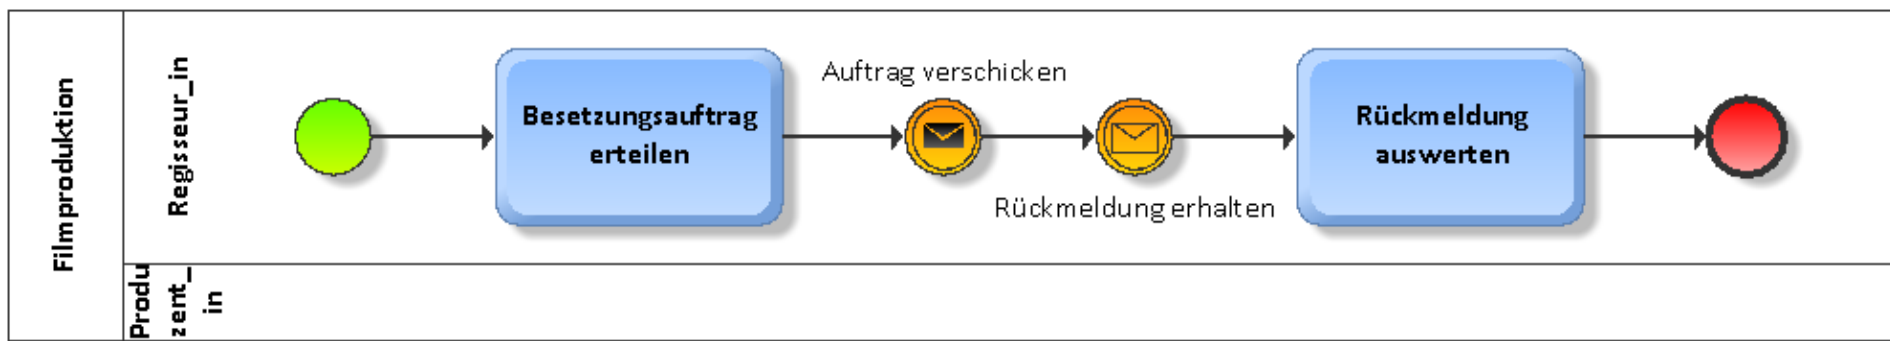 Filmproduktion
Regisseur_in
Besetzungsauftrag
erteilen
Auftrag verschicken
Rückmeldung erhalten
Rückmeldung
auswerten
Produ
zent_
in